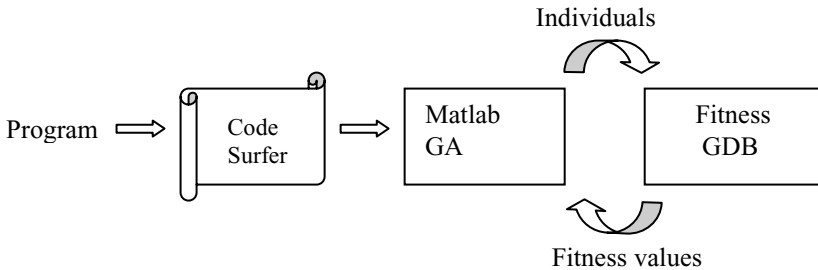 Individuals
Program
Code
Surfer
Matlab
GA
Fitness
GDB
Fitness values